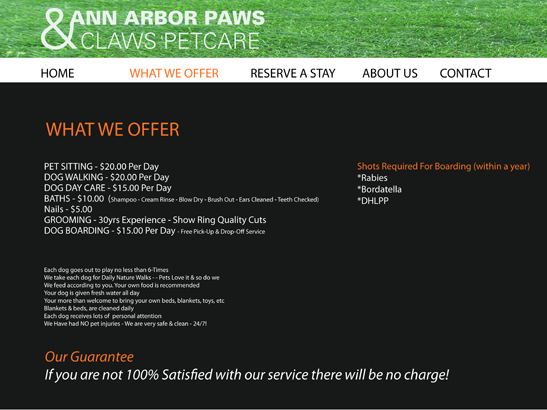 & ANN ARBOR PAWS
CLAWS PETCARE
HOME WHAT WE OFFER RESERVE A STAY ABOUT US CONTACT
WHAT WE OFFER
PET SITTING - $20.00 Per Day
DOG WALKING - $20.00 Per Day
DOG DAY CARE - $15.00 Per Day
BATHS - $10.00 (Shampoo - Cream Rinse - Blow Dry - Brush Out - Ears Cleaned - Teeth Checked)
Nails - $5.00
GROOMING - 30yrs Experience - Show Ring Quality Cuts
DOG BOARDING - $15.00 Per Day - Free Pick-Up & Drop-Off Service
Shots Required For Boarding (within a year)
*Rabies
*Bordatella
*DHLPP
Each dog goes out to play no less than 6-Times
We take each dog for Daily Nature Walks - - Pets Love it & so do we
We feed according to you. Your own food is recommended
Your dog is given fresh water all day
Your more than welcome to bring your own beds, blankets, toys, etc
Blankets & beds, are cleaned daily
Each dog receives lots of personal attention
We Have had NO pet injuries - We are very safe & clean - 24/7!
Our Guarantee
If you are not 100% Satisfied with our service there will be no charge!